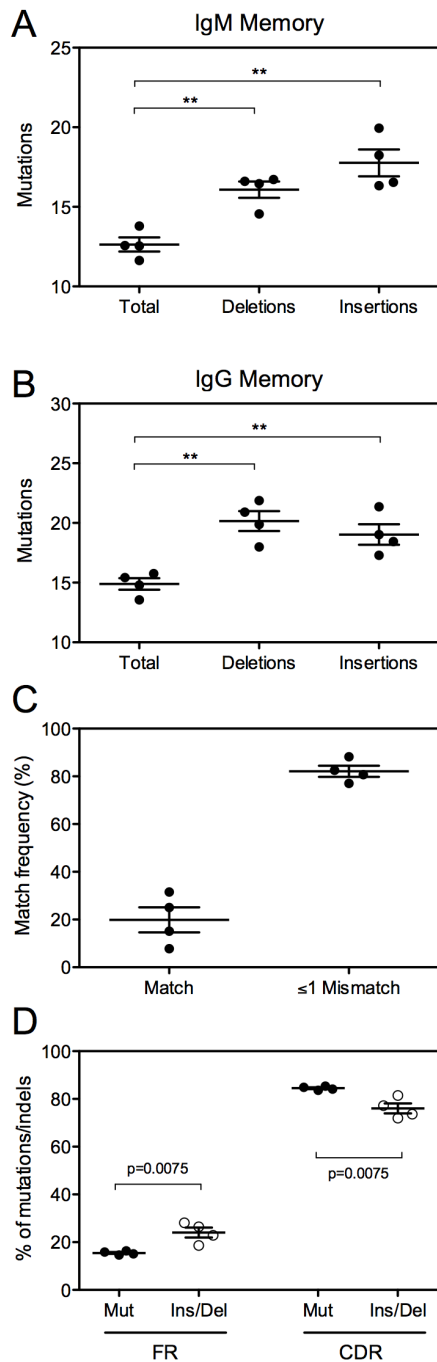 A
IgM Memory
**
**
25
20
15
10
Mutations
Total Deletions Insertions
B
IgG Memory
**
**
30
25
20
15
10
Mutations
Total Deletions Insertions
C
100
80
60
40
20
0
Match frequency (%)
Match ≤1 Mismatch
D
100
80
60
40
20
0
% of mutations/indels
p=0.0075
p=0.0075
Mut Ins/Del Mut Ins/Del
FR CDR